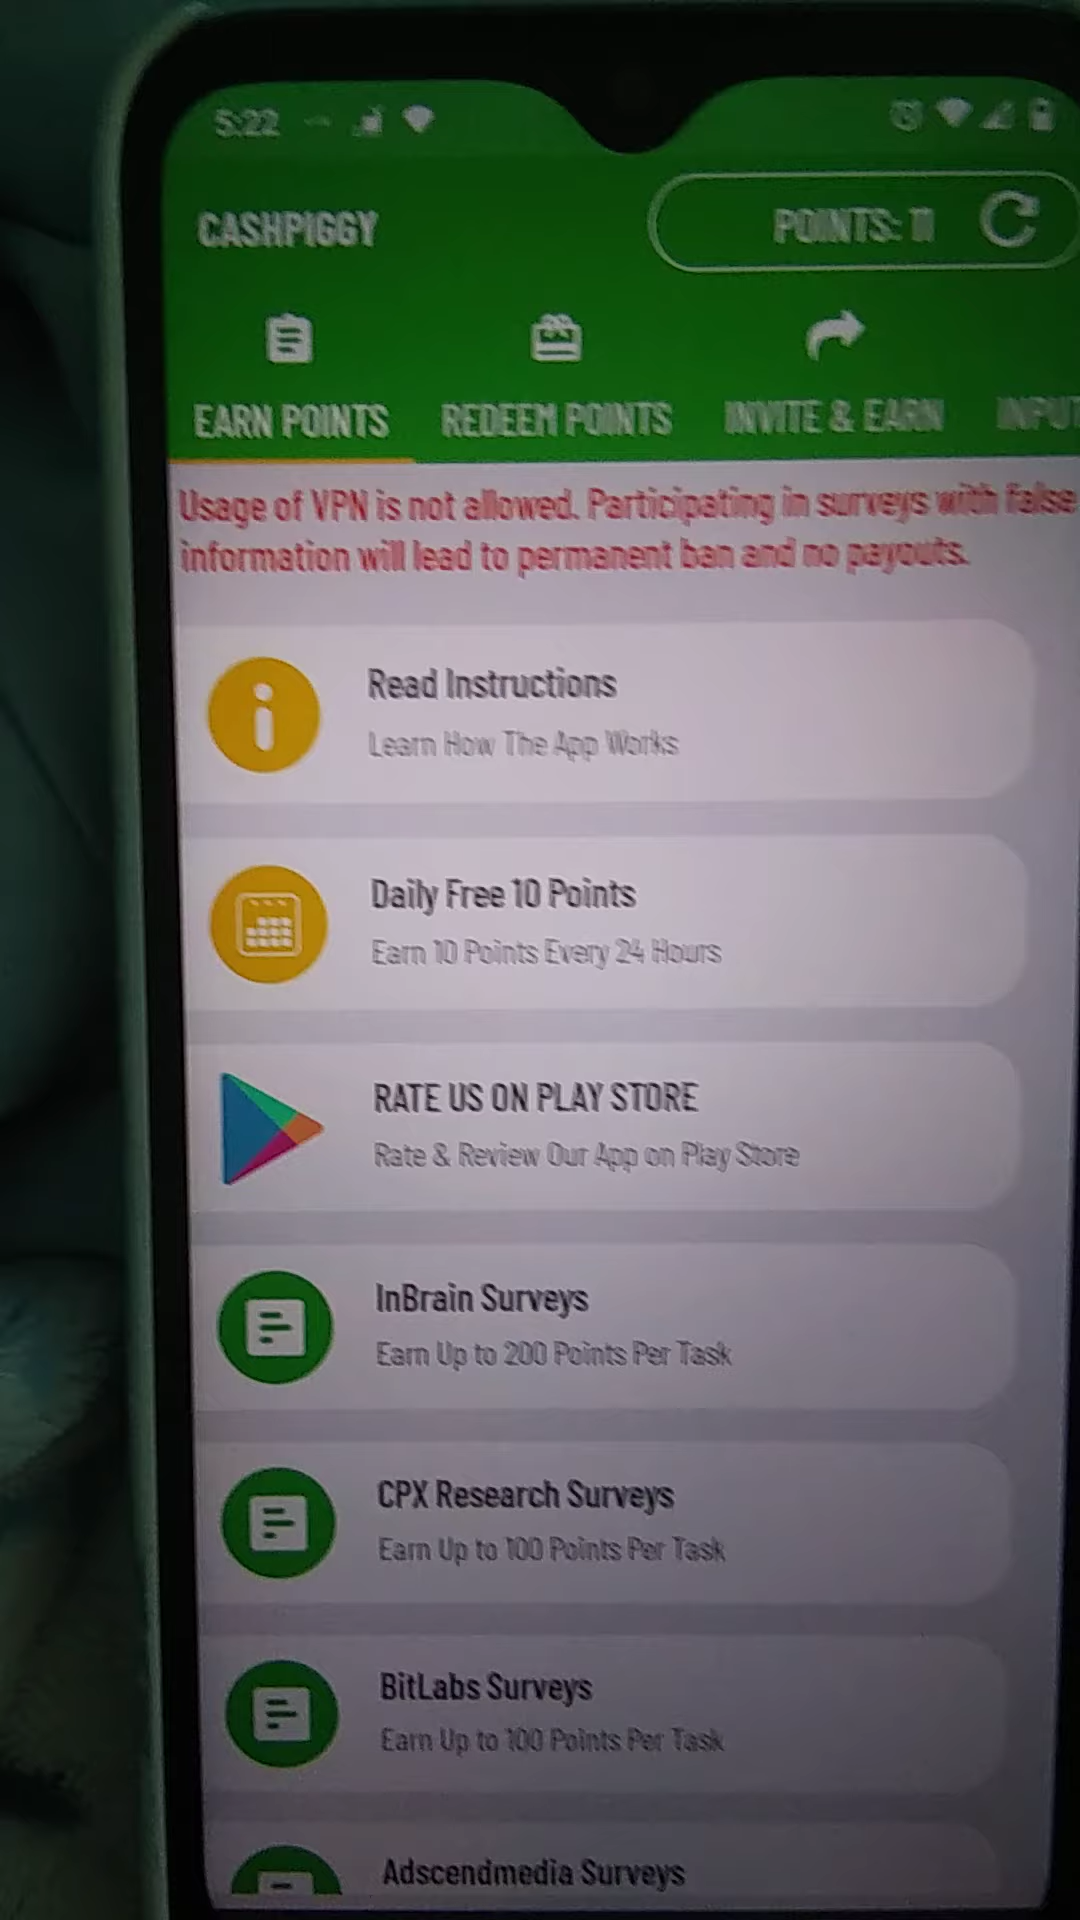 5:22
CASHPIGGY
POINTS: 11
EARN POINTS
REDEEM POINTS
INVITE & EARN
INPUT
Usage of VPN is not allowed. Participating in surveys with false
information will lead to permanent ban and no payouts.
Read Instructions
Learn How The App Works
Daily Free 10 Points
Earn 10 Points Every 24 Hours
RATE US ON PLAY STORE
Rate & Review Our App on Play Store
InBrain Surveys
Earn Up to 200 Points Per Task
CPX Research Surveys
Earn Up to 100 Points Per Task
BitLabs Surveys
Earn Up to 100 Points Per Task
Adscendmedia Surveys